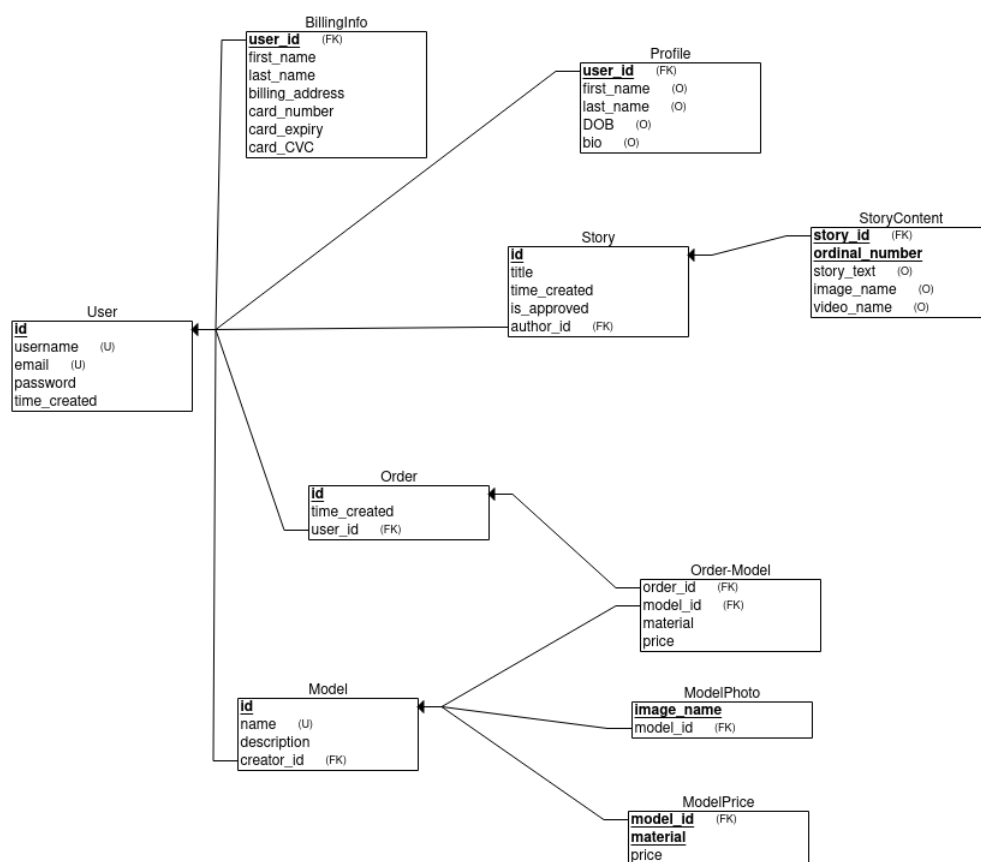 BillingInfo
user_id (FK)
first_name
last_name
billing_address
card_number
card_expiry
card_CVC
Profile
user_id (FK)
first_name (O)
last_name (O)
DOB (O)
bio (O)
StoryContent
story_id (FK)
ordinal_number
story_text (O)
image_name (O)
video_name (O)
Story
id
title
time_created
is_approved
author_id (FK)
User
id
username (U)
email (U)
password
time_created
Order
id
time_created
user_id (FK)
Order-Model
order_id (FK)
model_id (FK)
material
price
Model
id
name (U)
description
creator_id (FK)
ModelPhoto
image_name
model_id (FK)
ModelPrice
model_id (FK)
material
price